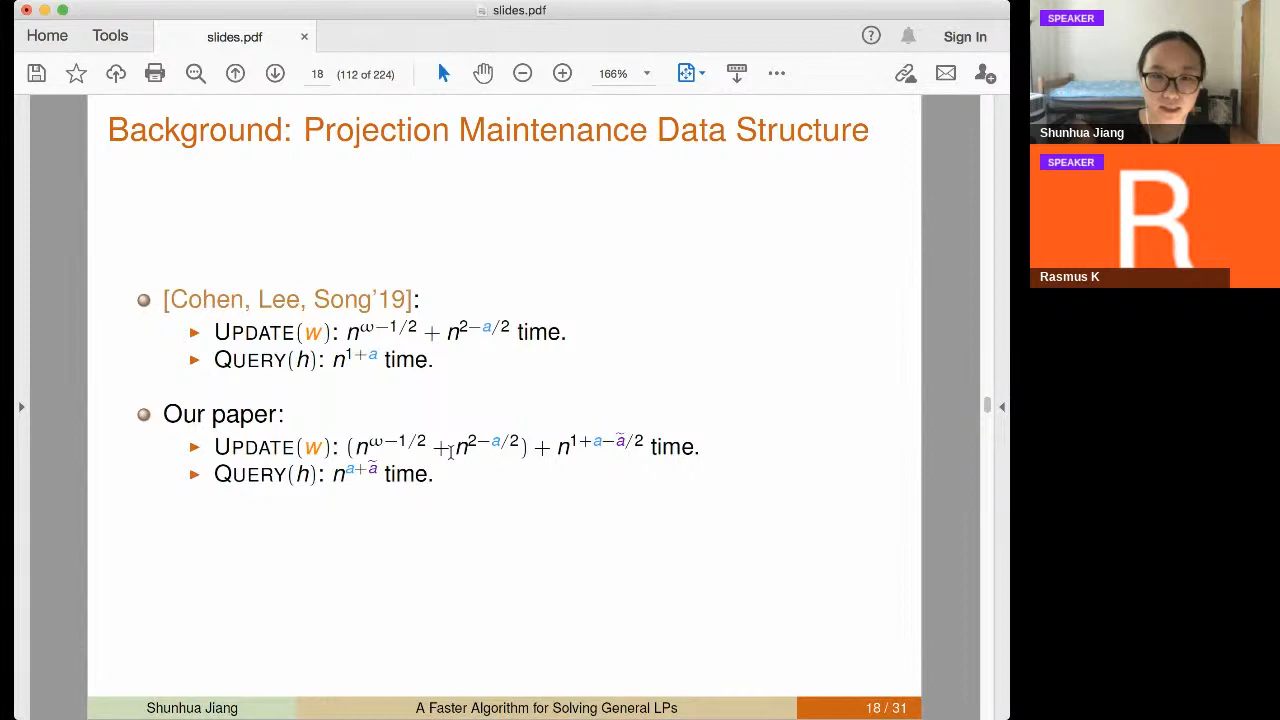 slides.pdf
Home Tools slides.pdf × Sign In
18 (112 of 224) 166%
Background: Projection Maintenance Data Structure
[Cohen, Lee, Song'19]:
UPDATE(w): n^{ω−1/2} + n^{2−a/2} time.
QUERY(h): n^{1+a} time.
Our paper:
UPDATE(w): (n^{ω−1/2} + n^{2−a/2}) + n^{1+a−ã/2} time.
QUERY(h): n^{a+ã} time.
Shunhua Jiang A Faster Algorithm for Solving General LPs 18 / 31
SPEAKER
Shunhua Jiang
SPEAKER
R
Rasmus K